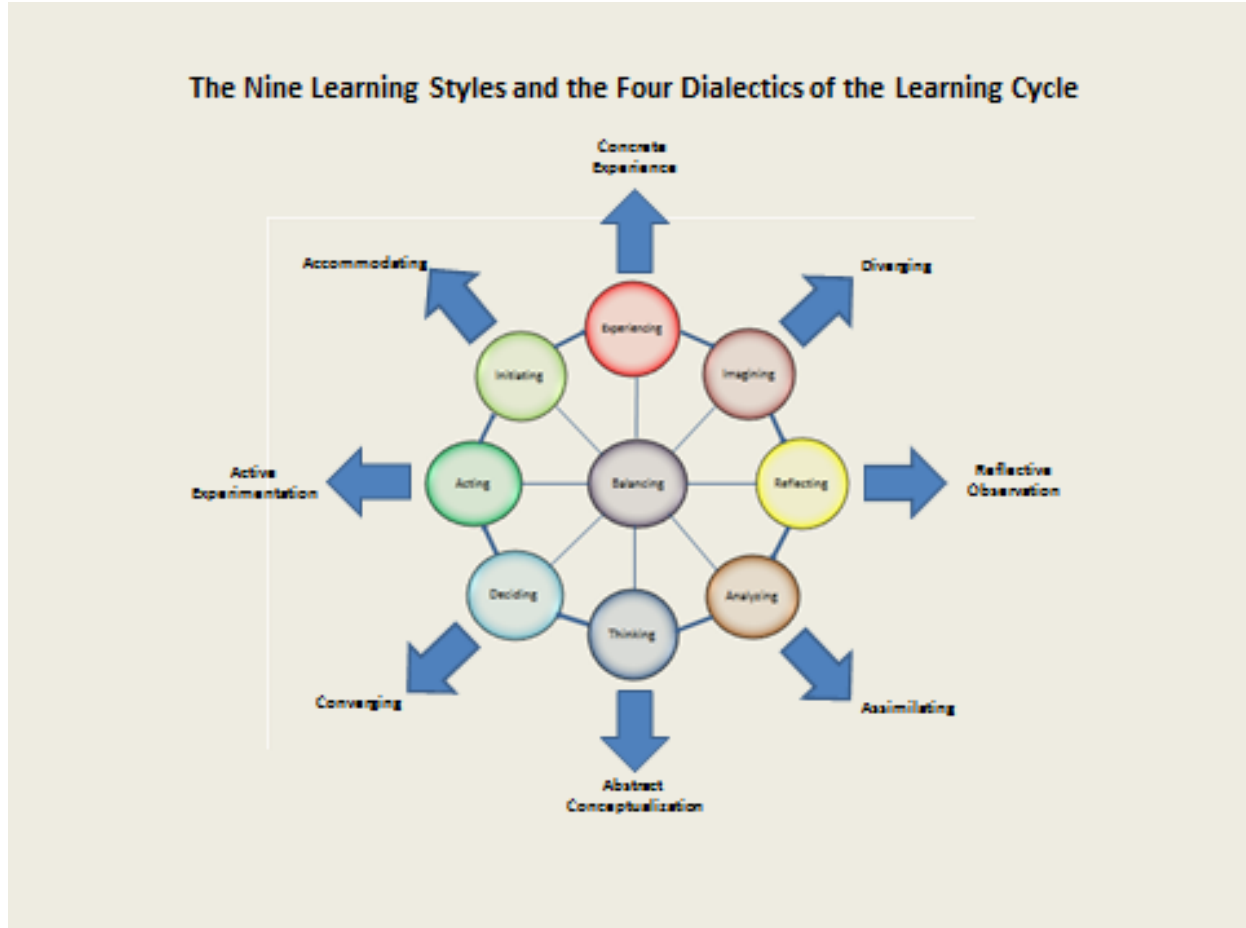 The Nine Learning Styles and the Four Dialectics of the Learning Cycle
Concrete
Experience
Accommodating
Diverging
Experiencing
Initiating
Imagining
Active
Experimentation
Acting
Balancing
Reflecting
Reflective
Observation
Deciding
Thinking
Analyzing
Converging
Assimilating
Abstract
Conceptualization